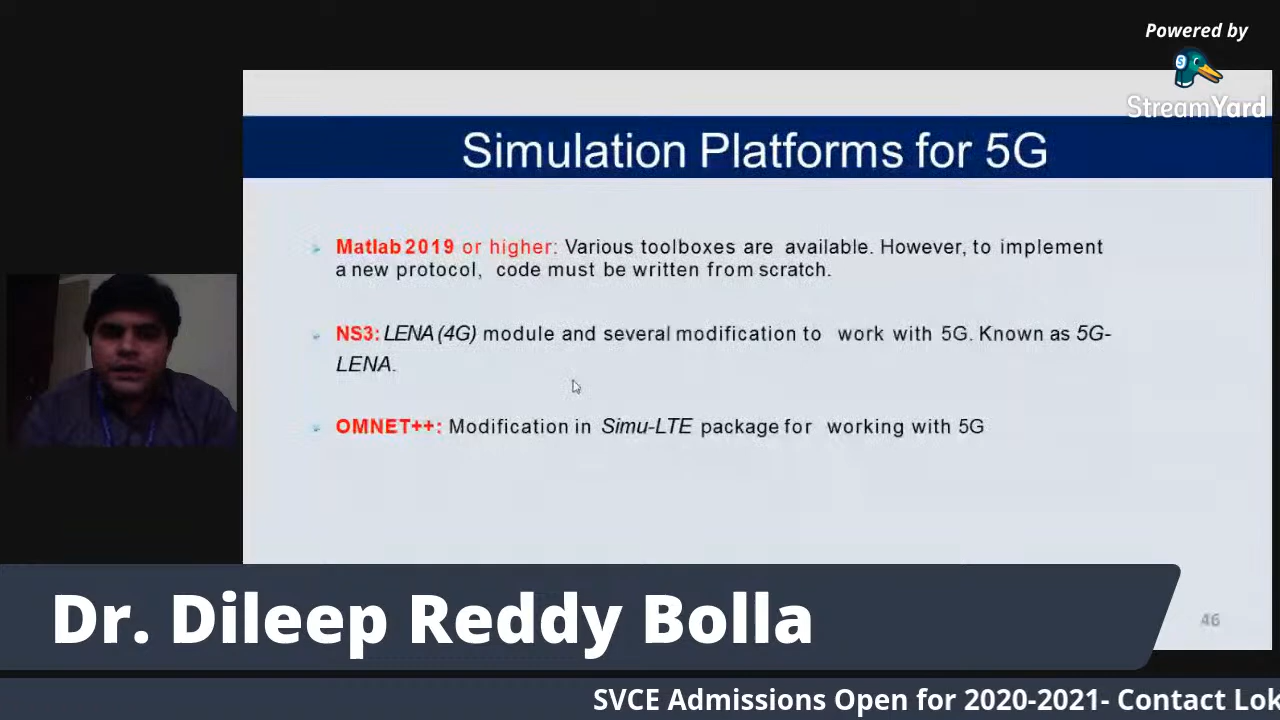 Powered by
StreamYard
Simulation Platforms for 5G
Matlab 2019 or higher: Various toolboxes are available. However, to implement
a new protocol, code must be written from scratch.
NS3: LENA (4G) module and several modification to work with 5G. Known as 5G-
LENA.
OMNET++: Modification in Simu-LTE package for working with 5G
Dr. Dileep Reddy Bolla
46
SVCE Admissions Open for 2020-2021- Contact Lok